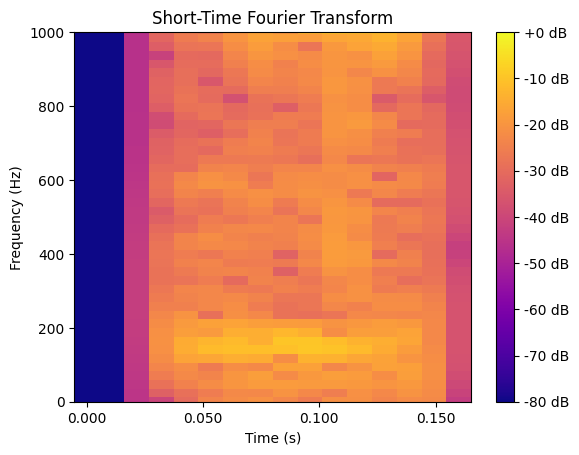 Short-Time Fourier Transform
1000
800
600
400
200
0
Frequency (Hz)
0.000
0.050
0.100
0.150
Time (s)
+0 dB
-10 dB
-20 dB
-30 dB
-40 dB
-50 dB
-60 dB
-70 dB
-80 dB